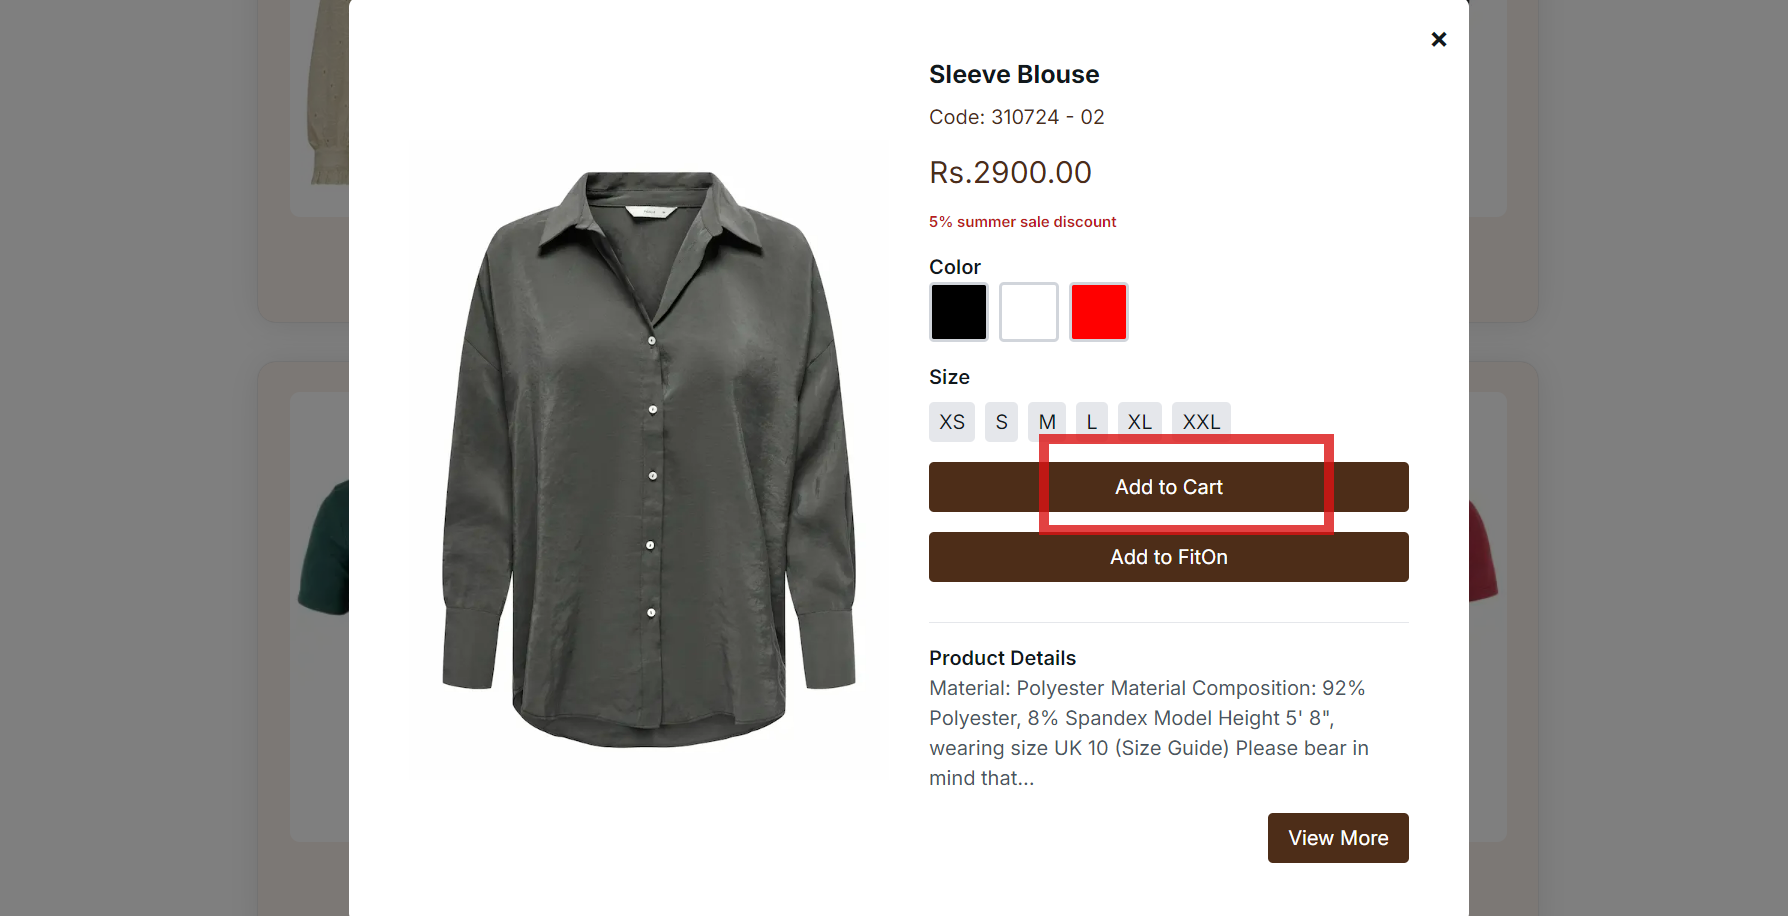 ×
Sleeve Blouse
Code: 310724 - 02
Rs.2900.00
5% summer sale discount
Color
Size
XS S M L XL XXL
Add to Cart
Add to FitOn
Product Details
Material: Polyester Material Composition: 92%
Polyester, 8% Spandex Model Height 5' 8",
wearing size UK 10 (Size Guide) Please bear in
mind that...
View More